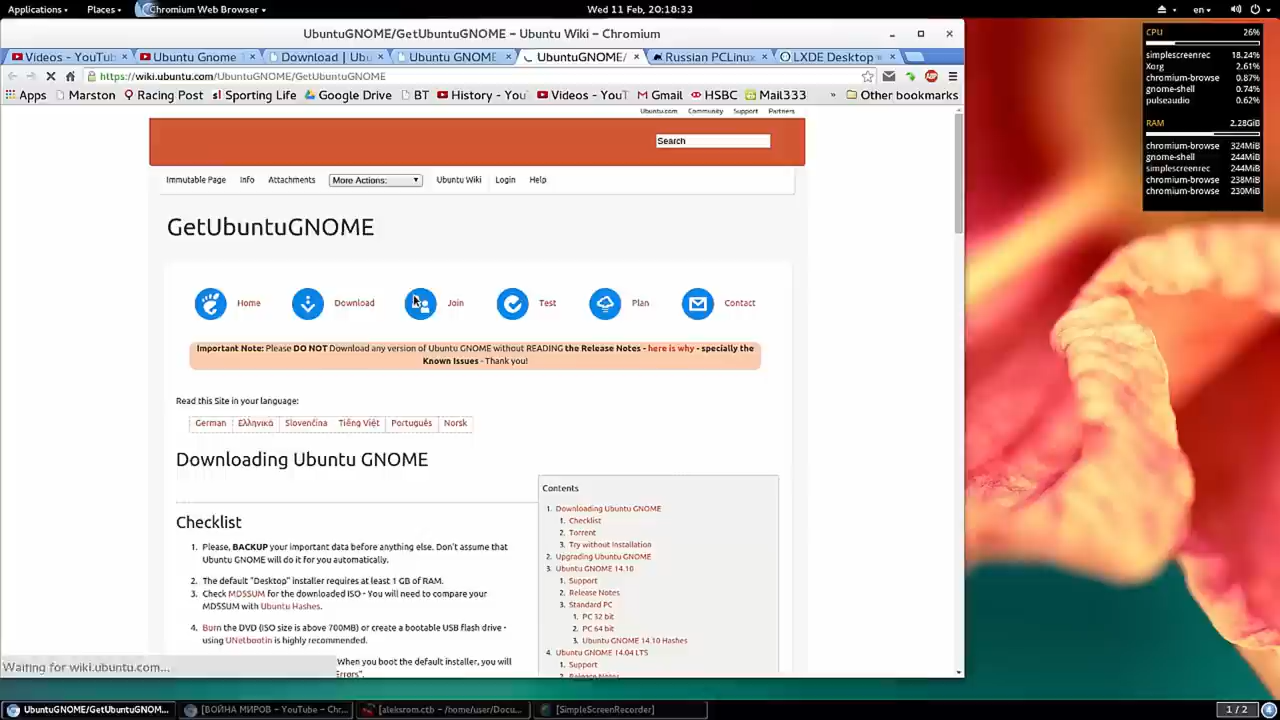 Applications
Places
Chromium Web Browser
Wed 11 Feb, 20:18:33
en
UbuntuGNOME/GetUbuntuGNOME – Ubuntu Wiki – Chromium
Videos - YouTub
Ubuntu Gnome
Download | Ubu
Ubuntu GNOME
UbuntuGNOME/
Russian PCLinux
LXDE Desktop
https://wiki.ubuntu.com/UbuntuGNOME/GetUbuntuGNOME
ABP
Apps
Marston
Racing Post
Sporting Life
Google Drive
BT
History - You
Videos - YouT
Gmail
HSBC
Mail333
»
Other bookmarks
Ubuntu.com
Community
Support
Partners
Search
Immutable Page
Info
Attachments
More Actions:
Ubuntu Wiki
Login
Help
GetUbuntuGNOME
Home
Download
Join
Test
Plan
Contact
Important Note: Please DO NOT Download any version of Ubuntu GNOME without READING the Release Notes - here is why - specially the
Known Issues - Thank you!
Read this Site in your language:
German
Ελληνικά
Slovenčina
Tiếng Việt
Português
Norsk
Downloading Ubuntu GNOME
Checklist
1. Please, BACKUP your important data before anything else. Don't assume that
Ubuntu GNOME will do it for you automatically.
2. The default "Desktop" installer requires at least 1 GB of RAM.
3. Check MD5SUM for the downloaded ISO - You will need to compare your
MD5SUM with Ubuntu Hashes.
4. Burn the DVD (ISO size is above 700MB) or create a bootable USB flash drive -
using UNetbootin is highly recommended.
When you boot the default installer, you will
Errors".
Contents
1. Downloading Ubuntu GNOME
1. Checklist
2. Torrent
3. Try without Installation
2. Upgrading Ubuntu GNOME
3. Ubuntu GNOME 14.10
1. Support
2. Release Notes
3. Standard PC
1. PC 32 bit
2. PC 64 bit
3. Ubuntu GNOME 14.10 Hashes
4. Ubuntu GNOME 14.04 LTS
1. Support
2. Release Notes
Waiting for wiki.ubuntu.com...
CPU 26%
simplescreenrec 18.24%
Xorg 2.61%
chromium-browse 0.87%
gnome-shell 0.74%
pulseaudio 0.62%
RAM 2.28GiB
chromium-browse 324MiB
gnome-shell 244MiB
simplescreenrec 244MiB
chromium-browse 238MiB
chromium-browse 230MiB
UbuntuGNOME/GetUbuntuGNOM...
[ВОЙНА МИРОВ – YouTube – Chr...
[aleksrom.ctb – /home/user/Docu...
[SimpleScreenRecorder]
1 / 2
4